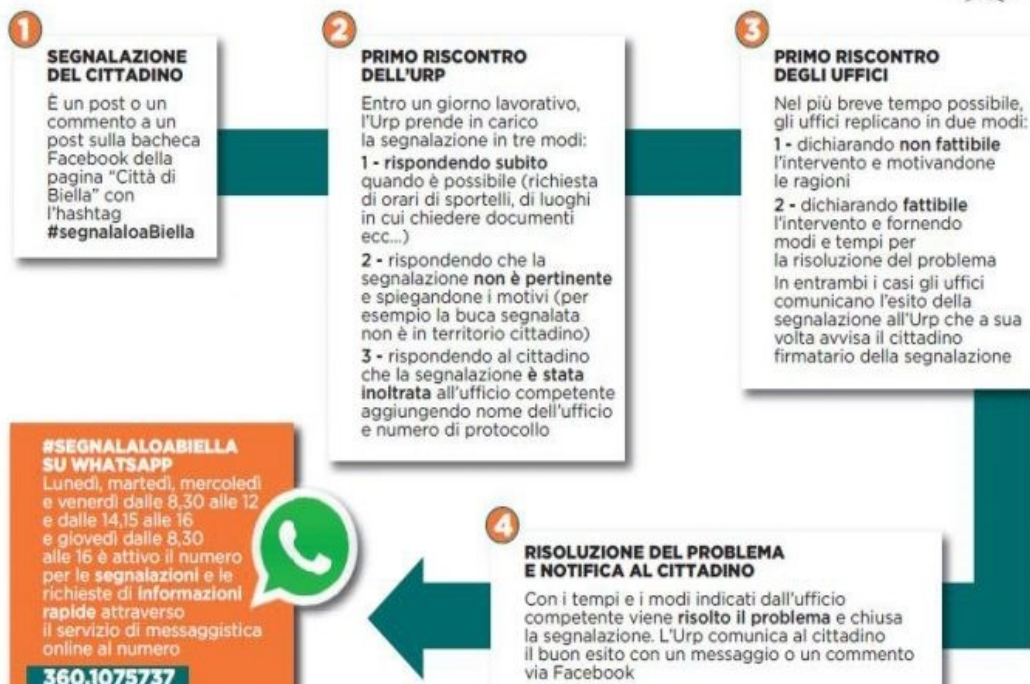 1
SEGNALAZIONE
DEL CITTADINO
È un post o un
commento a un
post sulla bacheca
Facebook della
pagina "Città di
Biella" con
l'hashtag
#segnalaloaBiella
2
PRIMO RISCONTRO
DELL'URP
Entro un giorno lavorativo,
l'Urp prende in carico
la segnalazione in tre modi:
1 - rispondendo subito
quando è possibile (richiesta
di orari di sportelli, di luoghi
in cui chiedere documenti
ecc...)
2 - rispondendo che la
segnalazione non è pertinente
e spiegandone i motivi (per
esempio la buca segnalata
non è in territorio cittadino)
3 - rispondendo al cittadino
che la segnalazione è stata
inoltrata all'ufficio competente
aggiungendo nome dell'ufficio
e numero di protocollo
3
PRIMO RISCONTRO
DEGLI UFFICI
Nel più breve tempo possibile,
gli uffici replicano in due modi:
1 - dichiarando non fattibile
l'intervento e motivandone
le ragioni
2 - dichiarando fattibile
l'intervento e fornendo
modi e tempi per
la risoluzione del problema
In entrambi i casi gli uffici
comunicano l'esito della
segnalazione all'Urp che a sua
volta avvisa il cittadino
firmatario della segnalazione
4
RISOLUZIONE DEL PROBLEMA
E NOTIFICA AL CITTADINO
Con i tempi e i modi indicati dall'ufficio
competente viene risolto il problema e chiusa
la segnalazione. L'Urp comunica al cittadino
il buon esito con un messaggio o un commento
via Facebook
#SEGNALALOABIELLA
SU WHATSAPP
Lunedì, martedì, mercoledì
e venerdì dalle 8,30 alle 12
e dalle 14,15 alle 16
e giovedì dalle 8,30
alle 16 è attivo il numero
per le segnalazioni e le
richieste di informazioni
rapide attraverso
il servizio di messaggistica
online al numero
360.1075737